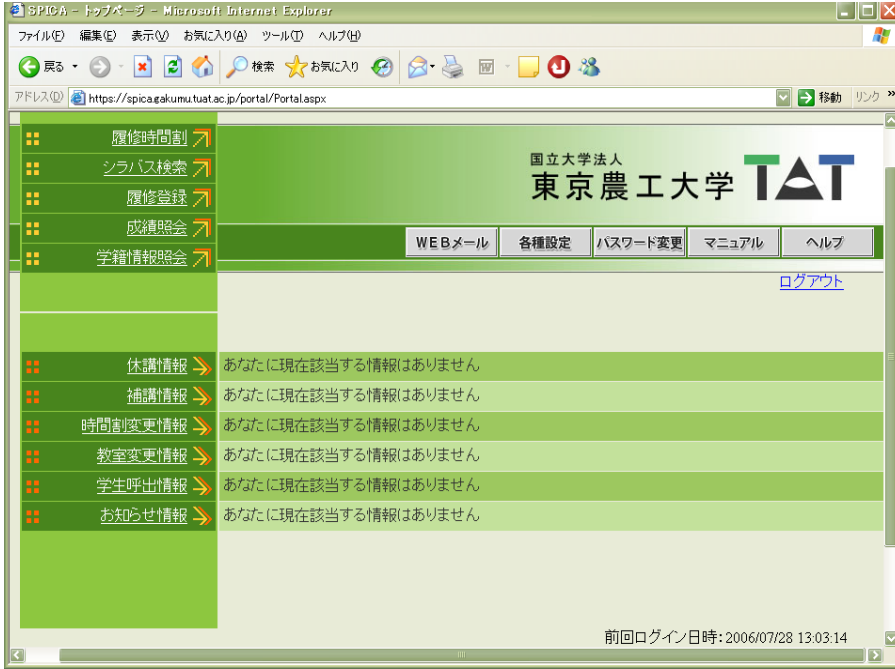 SPICA - トップページ - Microsoft Internet Explorer
ファイル(F) 編集(E) 表示(V) お気に入り(A) ツール(T) ヘルプ(H)
戻る 検索 お気に入り
アドレス(D) https://spica.gakumu.tuat.ac.jp/portal/Portal.aspx 移動 リンク »
履修時間割
シラバス検索
履修登録
成績照会
学籍情報照会
国立大学法人
東京農工大学 TAT
WEBメール 各種設定 パスワード変更 マニュアル ヘルプ
ログアウト
休講情報 あなたに現在該当する情報はありません
補講情報 あなたに現在該当する情報はありません
時間割変更情報 あなたに現在該当する情報はありません
教室変更情報 あなたに現在該当する情報はありません
学生呼出情報 あなたに現在該当する情報はありません
お知らせ情報 あなたに現在該当する情報はありません
前回ログイン日時:2006/07/28 13:03:14